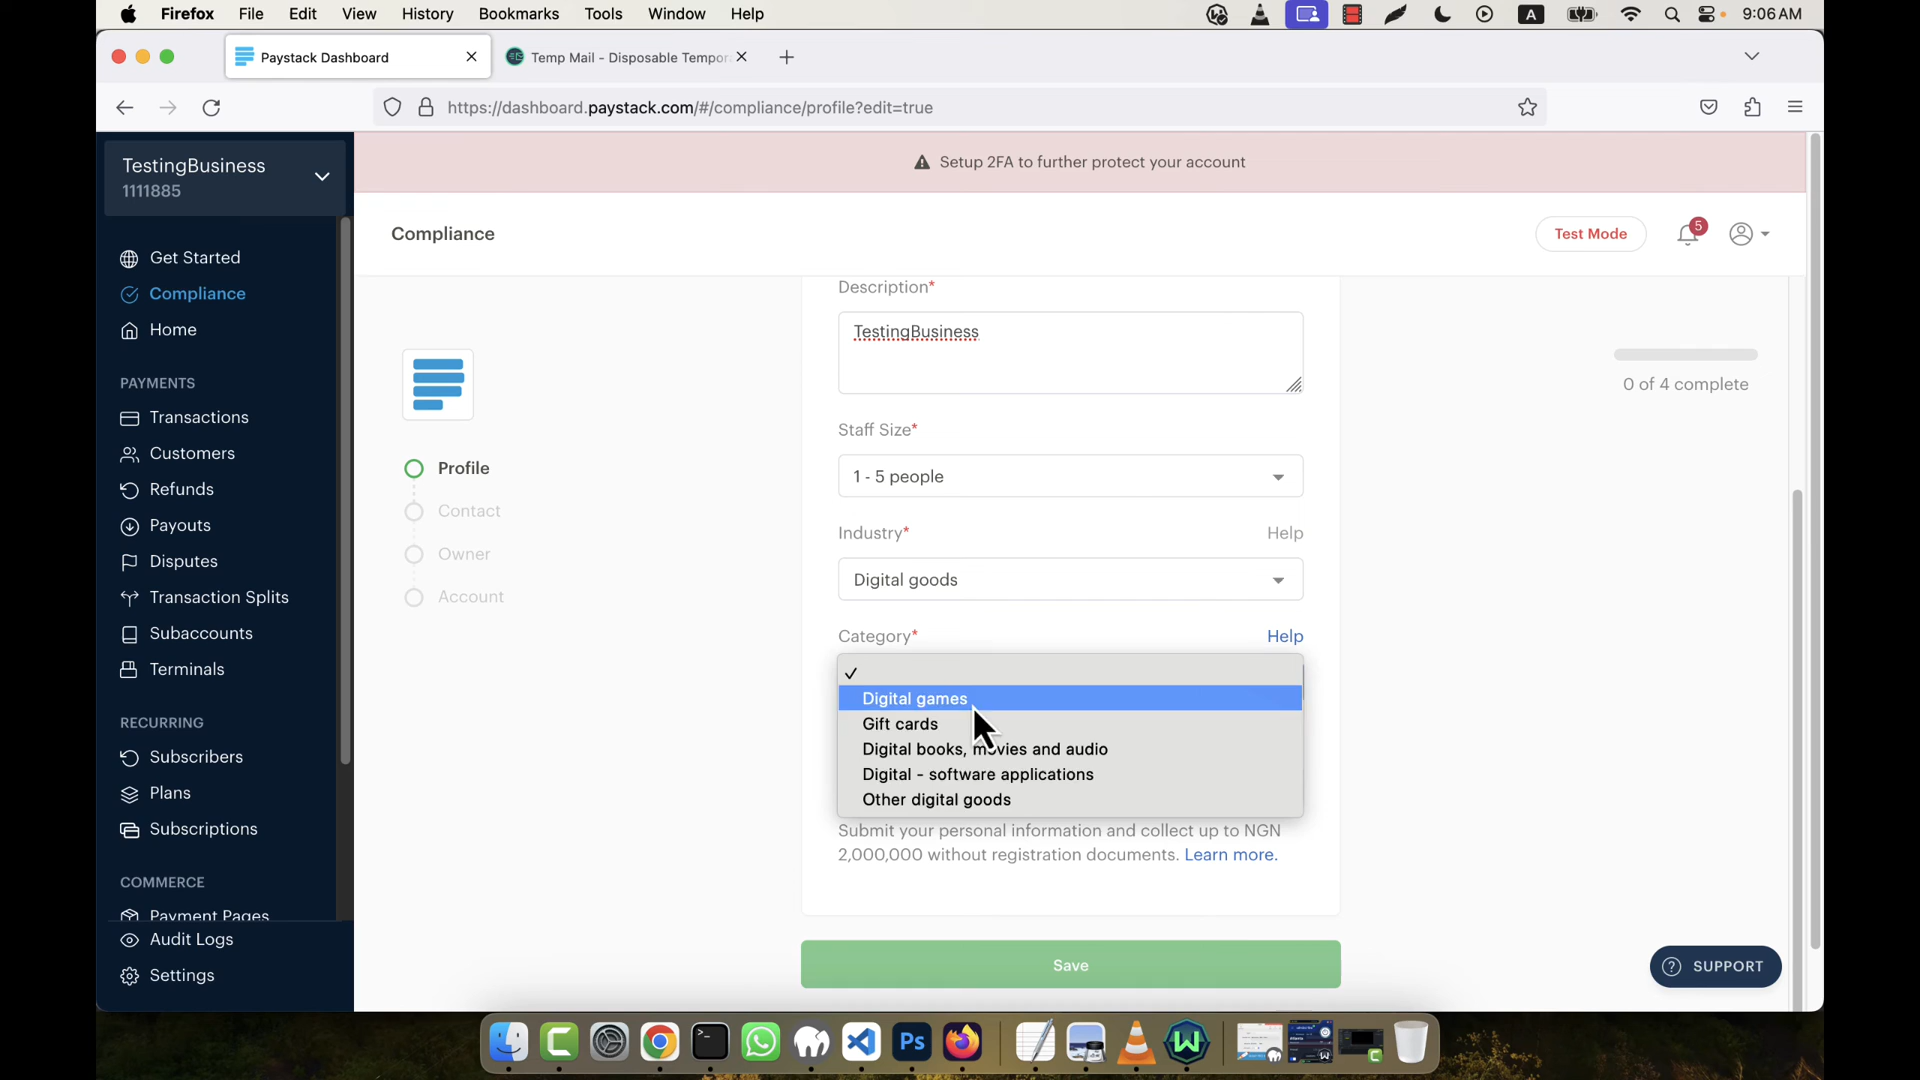 Firefox File Edit View History Bookmarks Tools Window Help A 9:06 AM
Paystack Dashboard Temp Mail - Disposable Tempor
https://dashboard.paystack.com/#/compliance/profile?edit=true
TestingBusiness
1111885
Setup 2FA to further protect your account
Compliance
Test Mode
5
Get Started
Compliance
Home
PAYMENTS
Transactions
Customers
Refunds
Payouts
Disputes
Transaction Splits
Subaccounts
Terminals
RECURRING
Subscribers
Plans
Subscriptions
COMMERCE
Payment Pages
Audit Logs
Settings
Profile
Contact
Owner
Account
Description*
TestingBusiness
Staff Size*
1 - 5 people
Industry* Help
Digital goods
Category* Help
Digital games
Gift cards
Digital books, movies and audio
Digital - software applications
Other digital goods
Submit your personal information and collect up to NGN
2,000,000 without registration documents. Learn more.
Save
0 of 4 complete
? SUPPORT
Ps